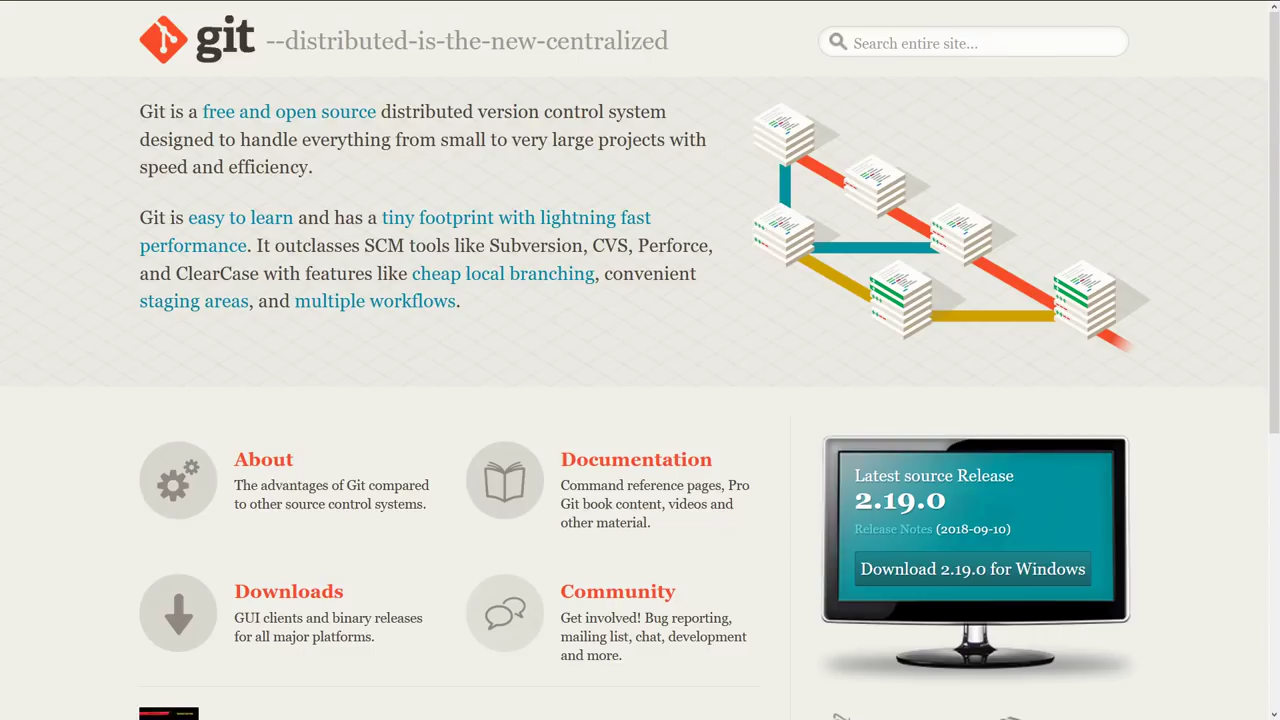 git --distributed-is-the-new-centralized
Search entire site...
Git is a free and open source distributed version control system
designed to handle everything from small to very large projects with
speed and efficiency.
Git is easy to learn and has a tiny footprint with lightning fast
performance. It outclasses SCM tools like Subversion, CVS, Perforce,
and ClearCase with features like cheap local branching, convenient
staging areas, and multiple workflows.
About
The advantages of Git compared
to other source control systems.
Documentation
Command reference pages, Pro
Git book content, videos and
other material.
Downloads
GUI clients and binary releases
for all major platforms.
Community
Get involved! Bug reporting,
mailing list, chat, development
and more.
Latest source Release
2.19.0
Release Notes (2018-09-10)
Download 2.19.0 for Windows